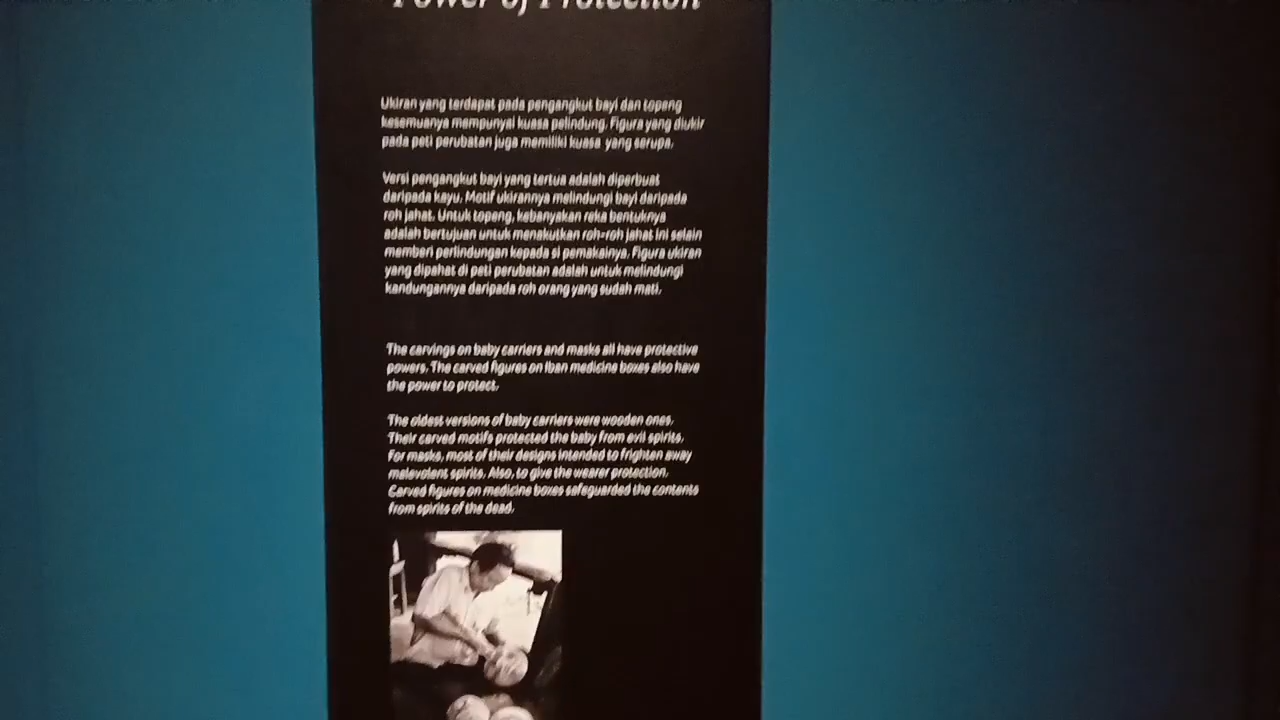 Power of Protection
Ukiran yang terdapat pada pengangkut bayi dan topeng
kesemuanya mempunyai kuasa pelindung. Figura yang diukir
pada peti perubatan juga memiliki kuasa yang serupa.
Versi pengangkut bayi yang tertua adalah diperbuat
daripada kayu. Motif ukirannya melindungi bayi daripada
roh jahat. Untuk topeng, kebanyakan reka bentuknya
adalah bertujuan untuk menakutkan roh-roh jahat ini selain
memberi perlindungan kepada si pemakainya. Figura ukiran
yang dipahat di peti perubatan adalah untuk melindungi
kandungannya daripada roh orang yang sudah mati.
The carvings on baby carriers and masks all have protective
powers. The carved figures on Iban medicine boxes also have
the power to protect.
The oldest versions of baby carriers were wooden ones.
Their carved motifs protected the baby from evil spirits.
For masks, most of their designs intended to frighten away
malevolent spirits. Also, to give the wearer protection.
Carved figures on medicine boxes safeguarded the contents
from spirits of the dead.